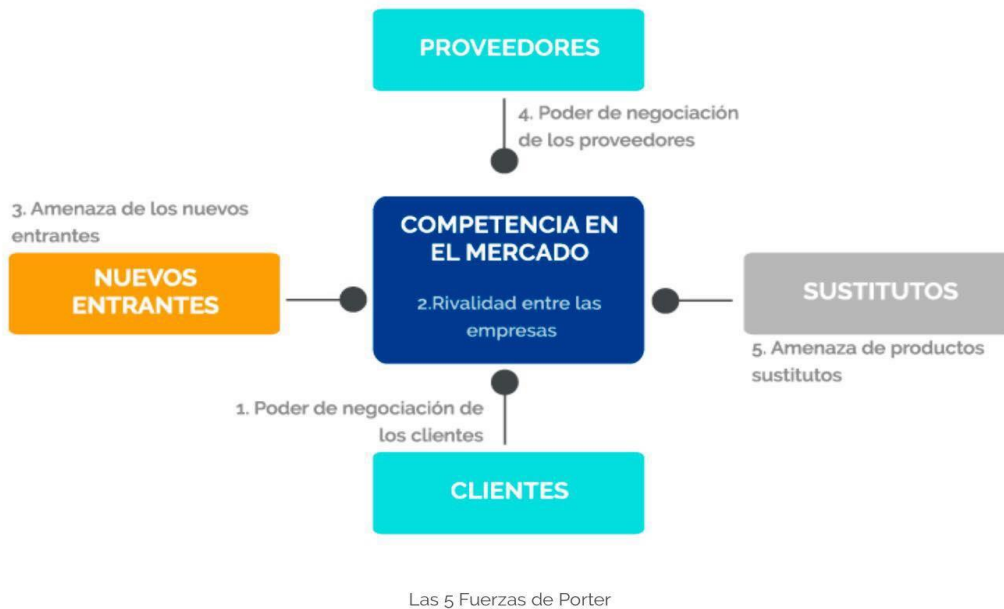 PROVEEDORES
4. Poder de negociación
de los proveedores
3. Amenaza de los nuevos
entrantes
NUEVOS
ENTRANTES
COMPETENCIA EN
EL MERCADO
2.Rivalidad entre las
empresas
SUSTITUTOS
5. Amenaza de productos
sustitutos
1. Poder de negociación de
los clientes
CLIENTES
Las 5 Fuerzas de Porter